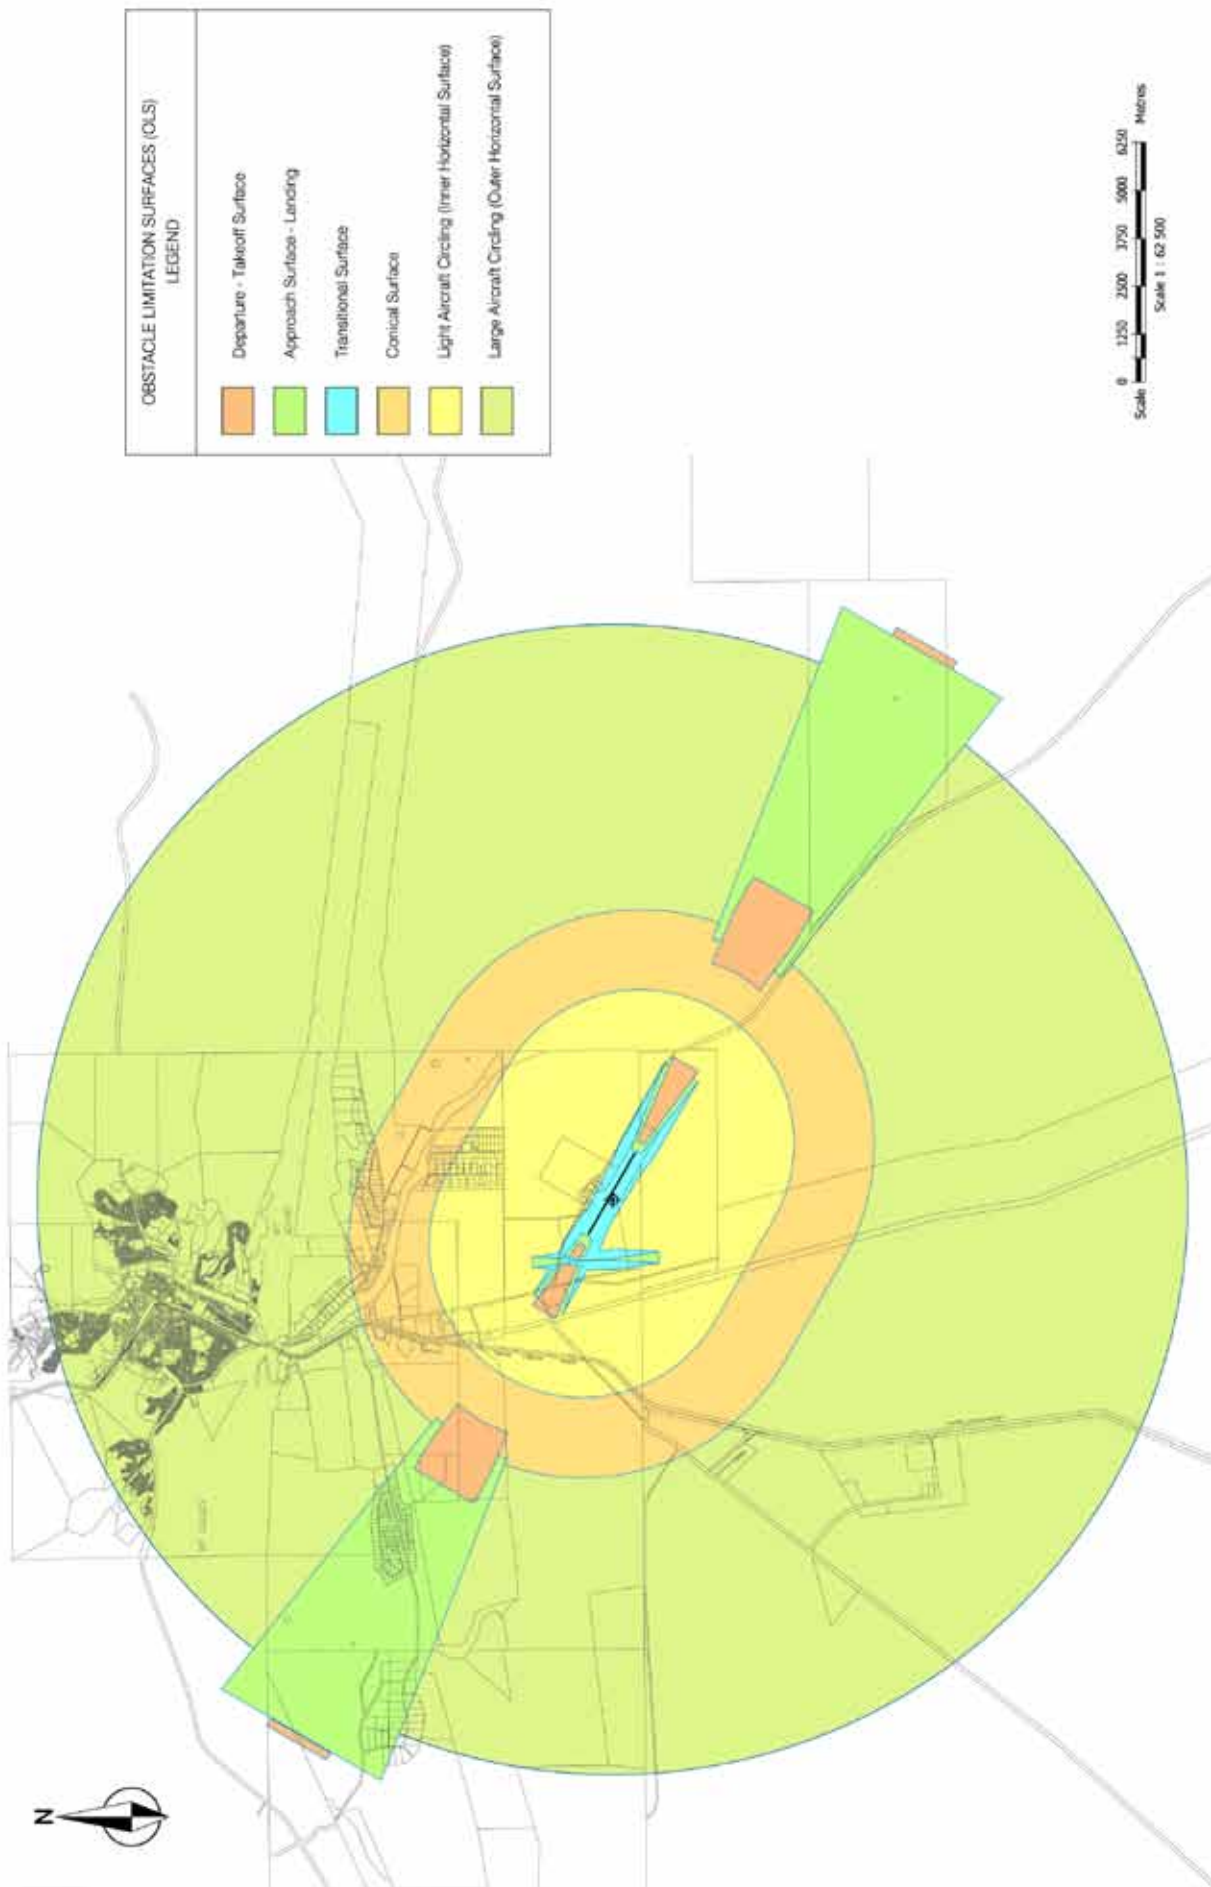 N
OBSTACLE LIMITATION SURFACES (OLS)
LEGEND
Departure - Takeoff Surface
Approach Surface - Landing
Transitional Surface
Conical Surface
Light Aircraft Circling (Inner Horizontal Surface)
Large Aircraft Circling (Outer Horizontal Surface)
Scale 0 1250 2500 3750 5000 6250 Metres
Scale 1 : 62 500